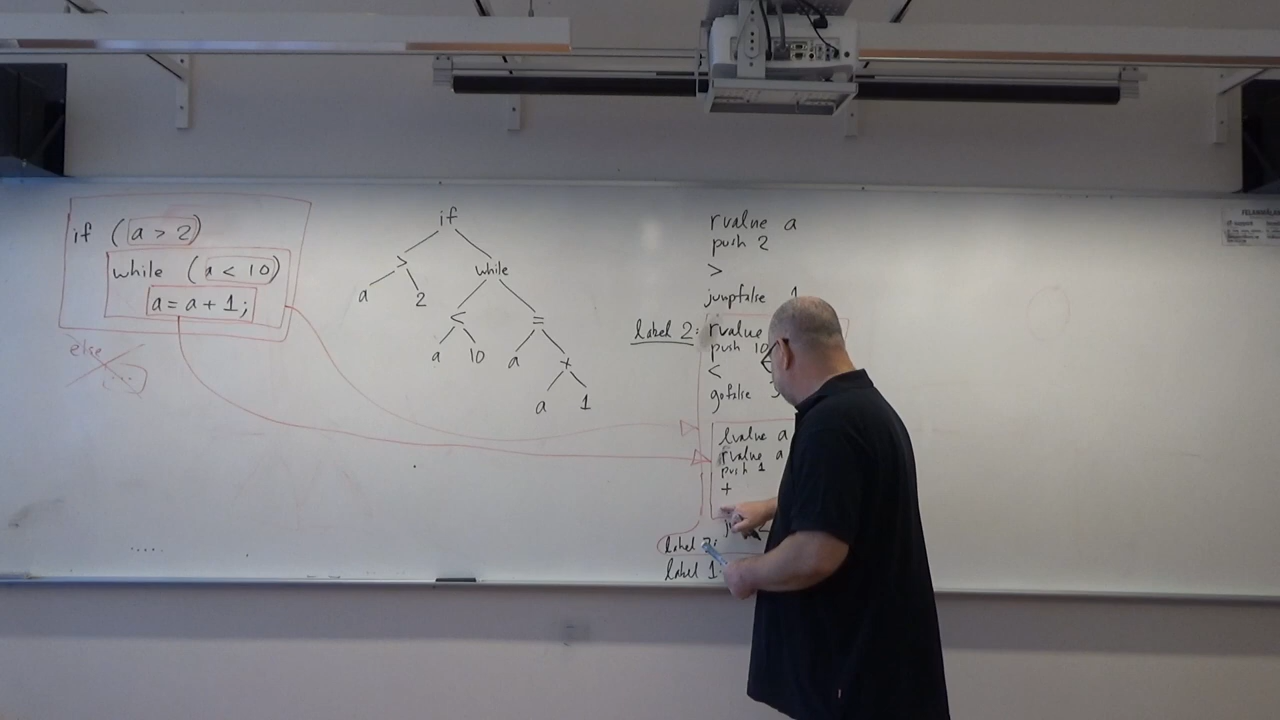 if (a > 2)
while (a < 10)
a = a + 1;
else
...
if
>
while
a
2
<
=
a
10
a
+
a
1
....
rvalue a
push 2
>
jumpfalse 1
label 2: rvalue
push 10
<
gofalse
lvalue a
rvalue a
push 1
+
label
label 1: